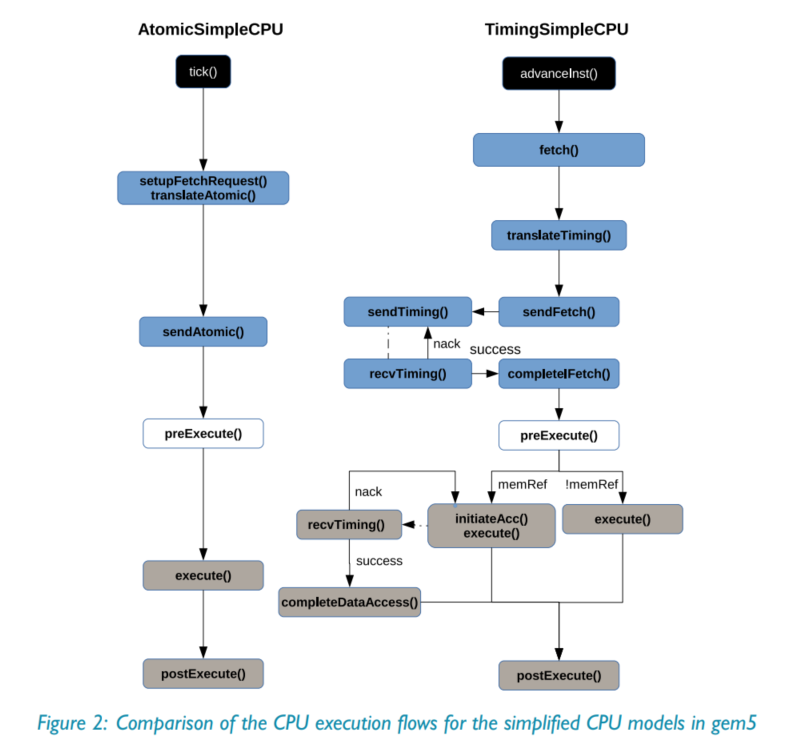 AtomicSimpleCPU
tick()
setupFetchRequest()
translateAtomic()
sendAtomic()
preExecute()
execute()
postExecute()
TimingSimpleCPU
advanceInst()
fetch()
translateTiming()
sendTiming()
sendFetch()
nack
success
recvTiming()
completeIFetch()
preExecute()
memRef
!memRef
nack
recvTiming()
initiateAcc()
execute()
execute()
success
completeDataAccess()
postExecute()
Figure 2: Comparison of the CPU execution flows for the simplified CPU models in gem5